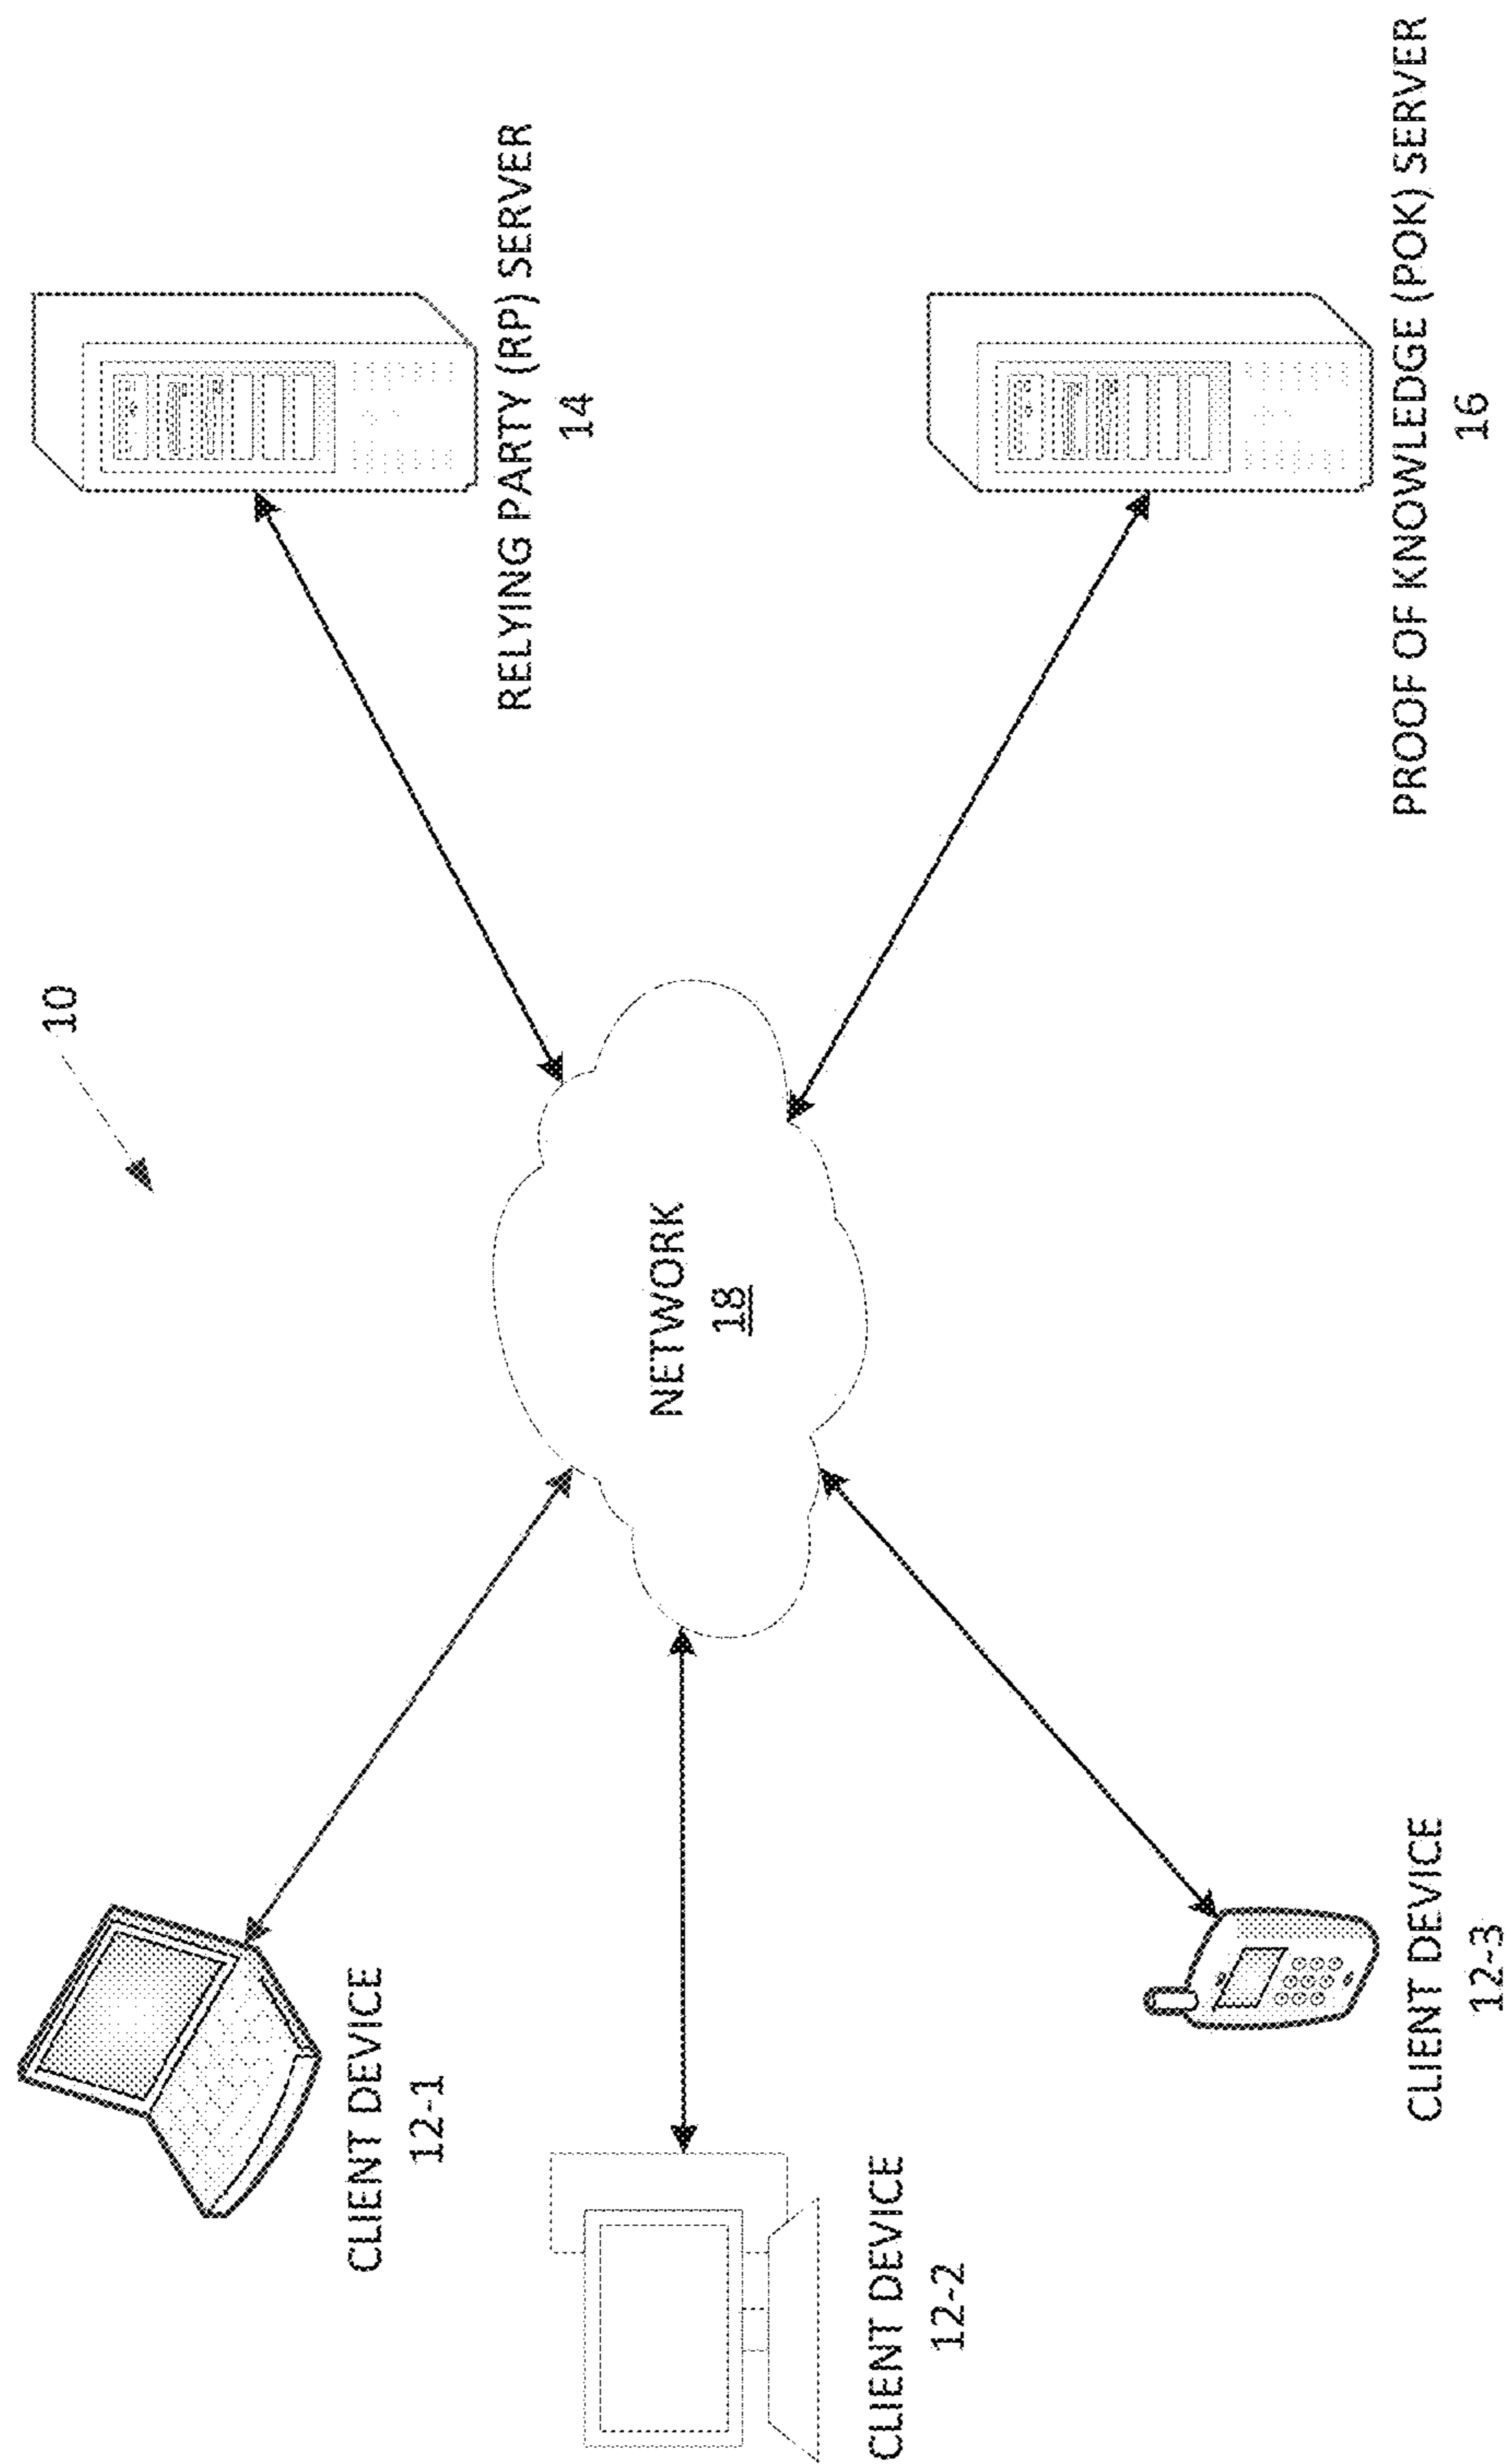 10
CLIENT DEVICE
12-1
RELYING PARTY (RP) SERVER
14
NETWORK
18
CLIENT DEVICE
12-2
CLIENT DEVICE
12-3
PROOF OF KNOWLEDGE (POK) SERVER
16